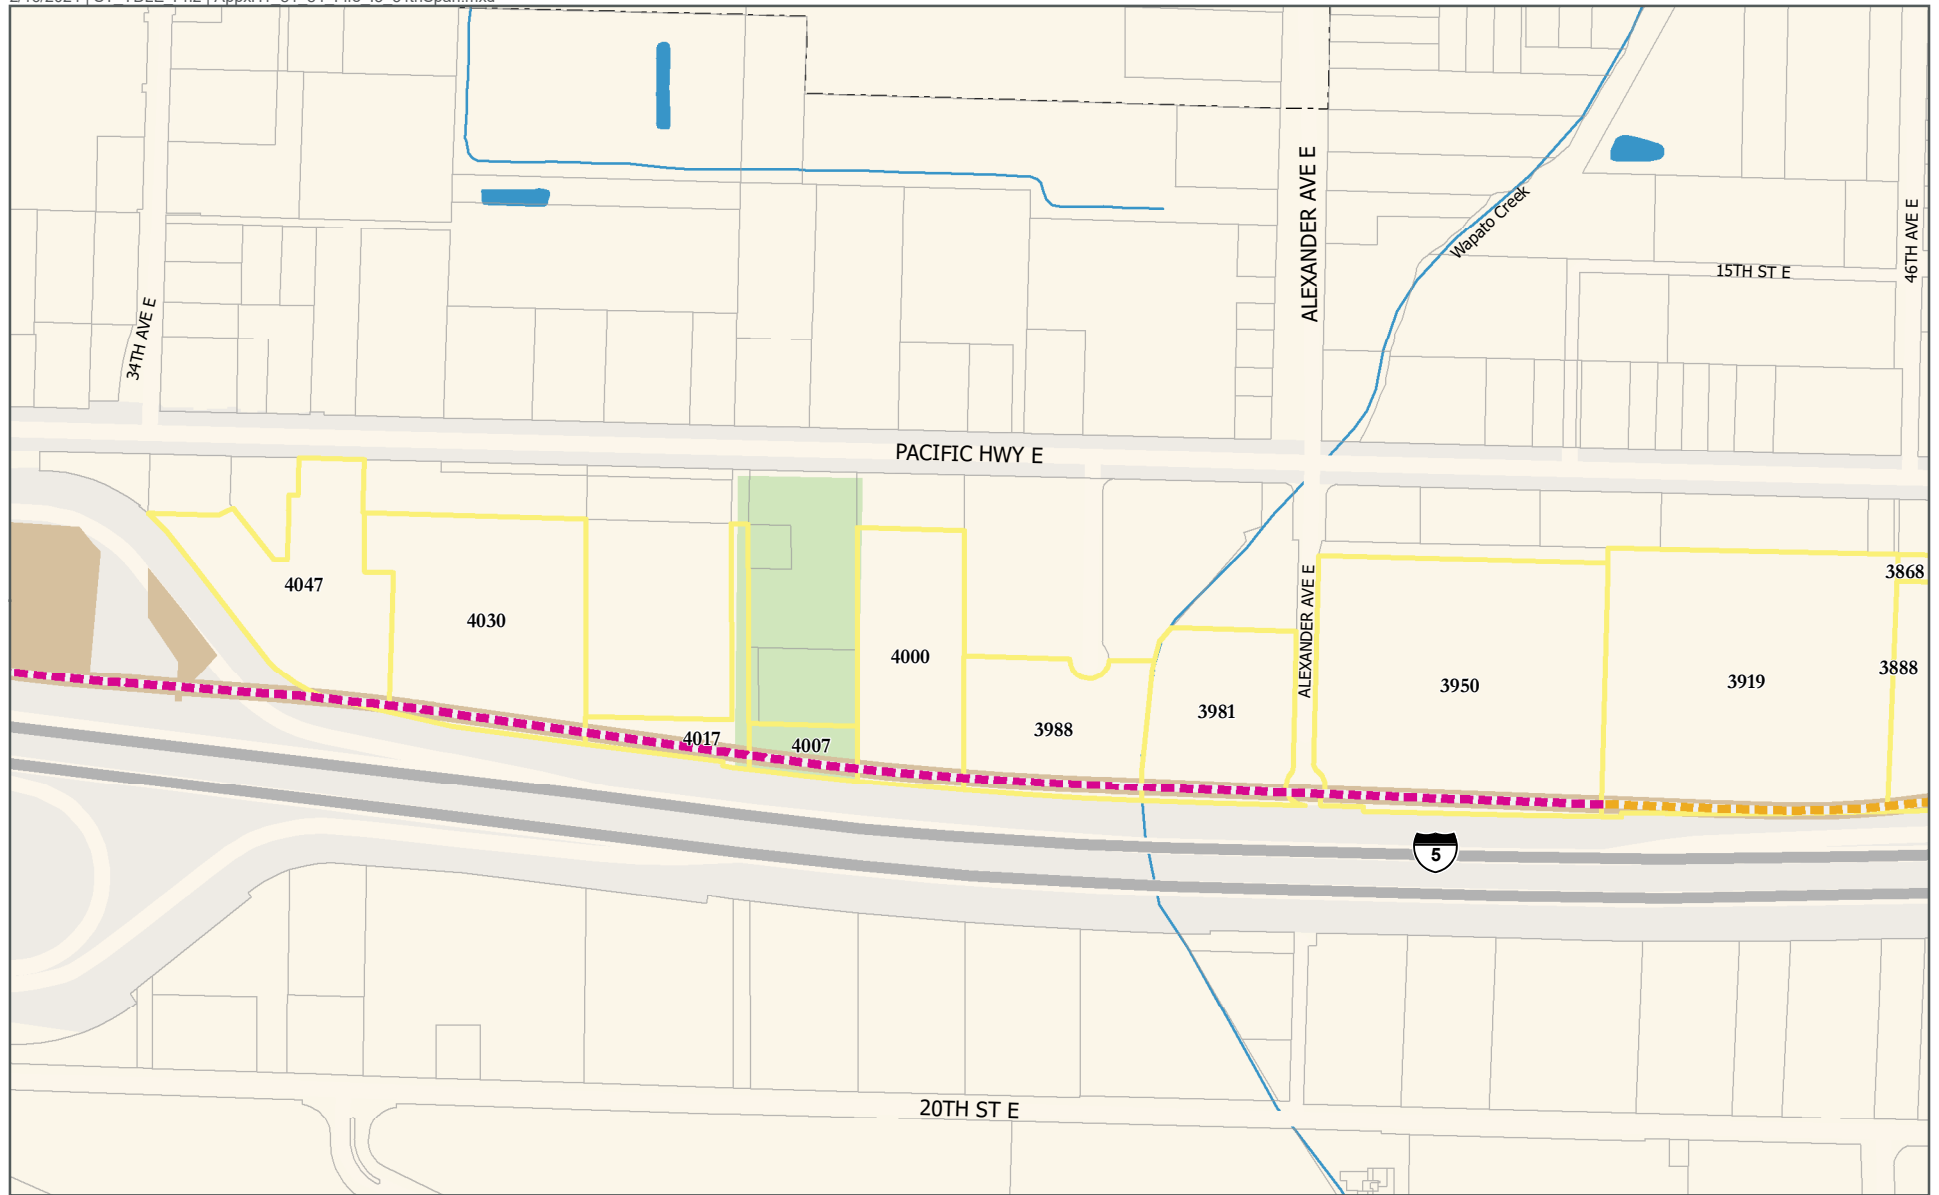 ALEXANDER AVE E
Wapato Creek
46TH AVE E
15TH ST E
34TH AVE E
PACIFIC HWY E
3868
4047
4030
ALEXANDER AVE E
4000
3888
3919
3950
3981
3988
4017
4007
5
20TH ST E